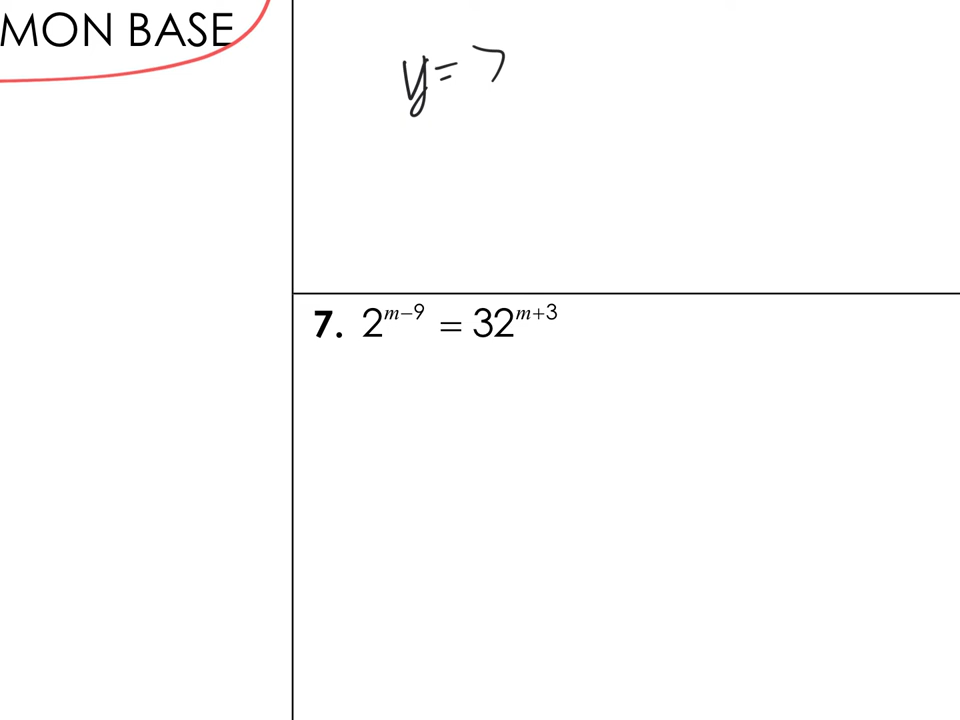 MON BASE
y = 7
7. 2^{m−9} = 32^{m+3}